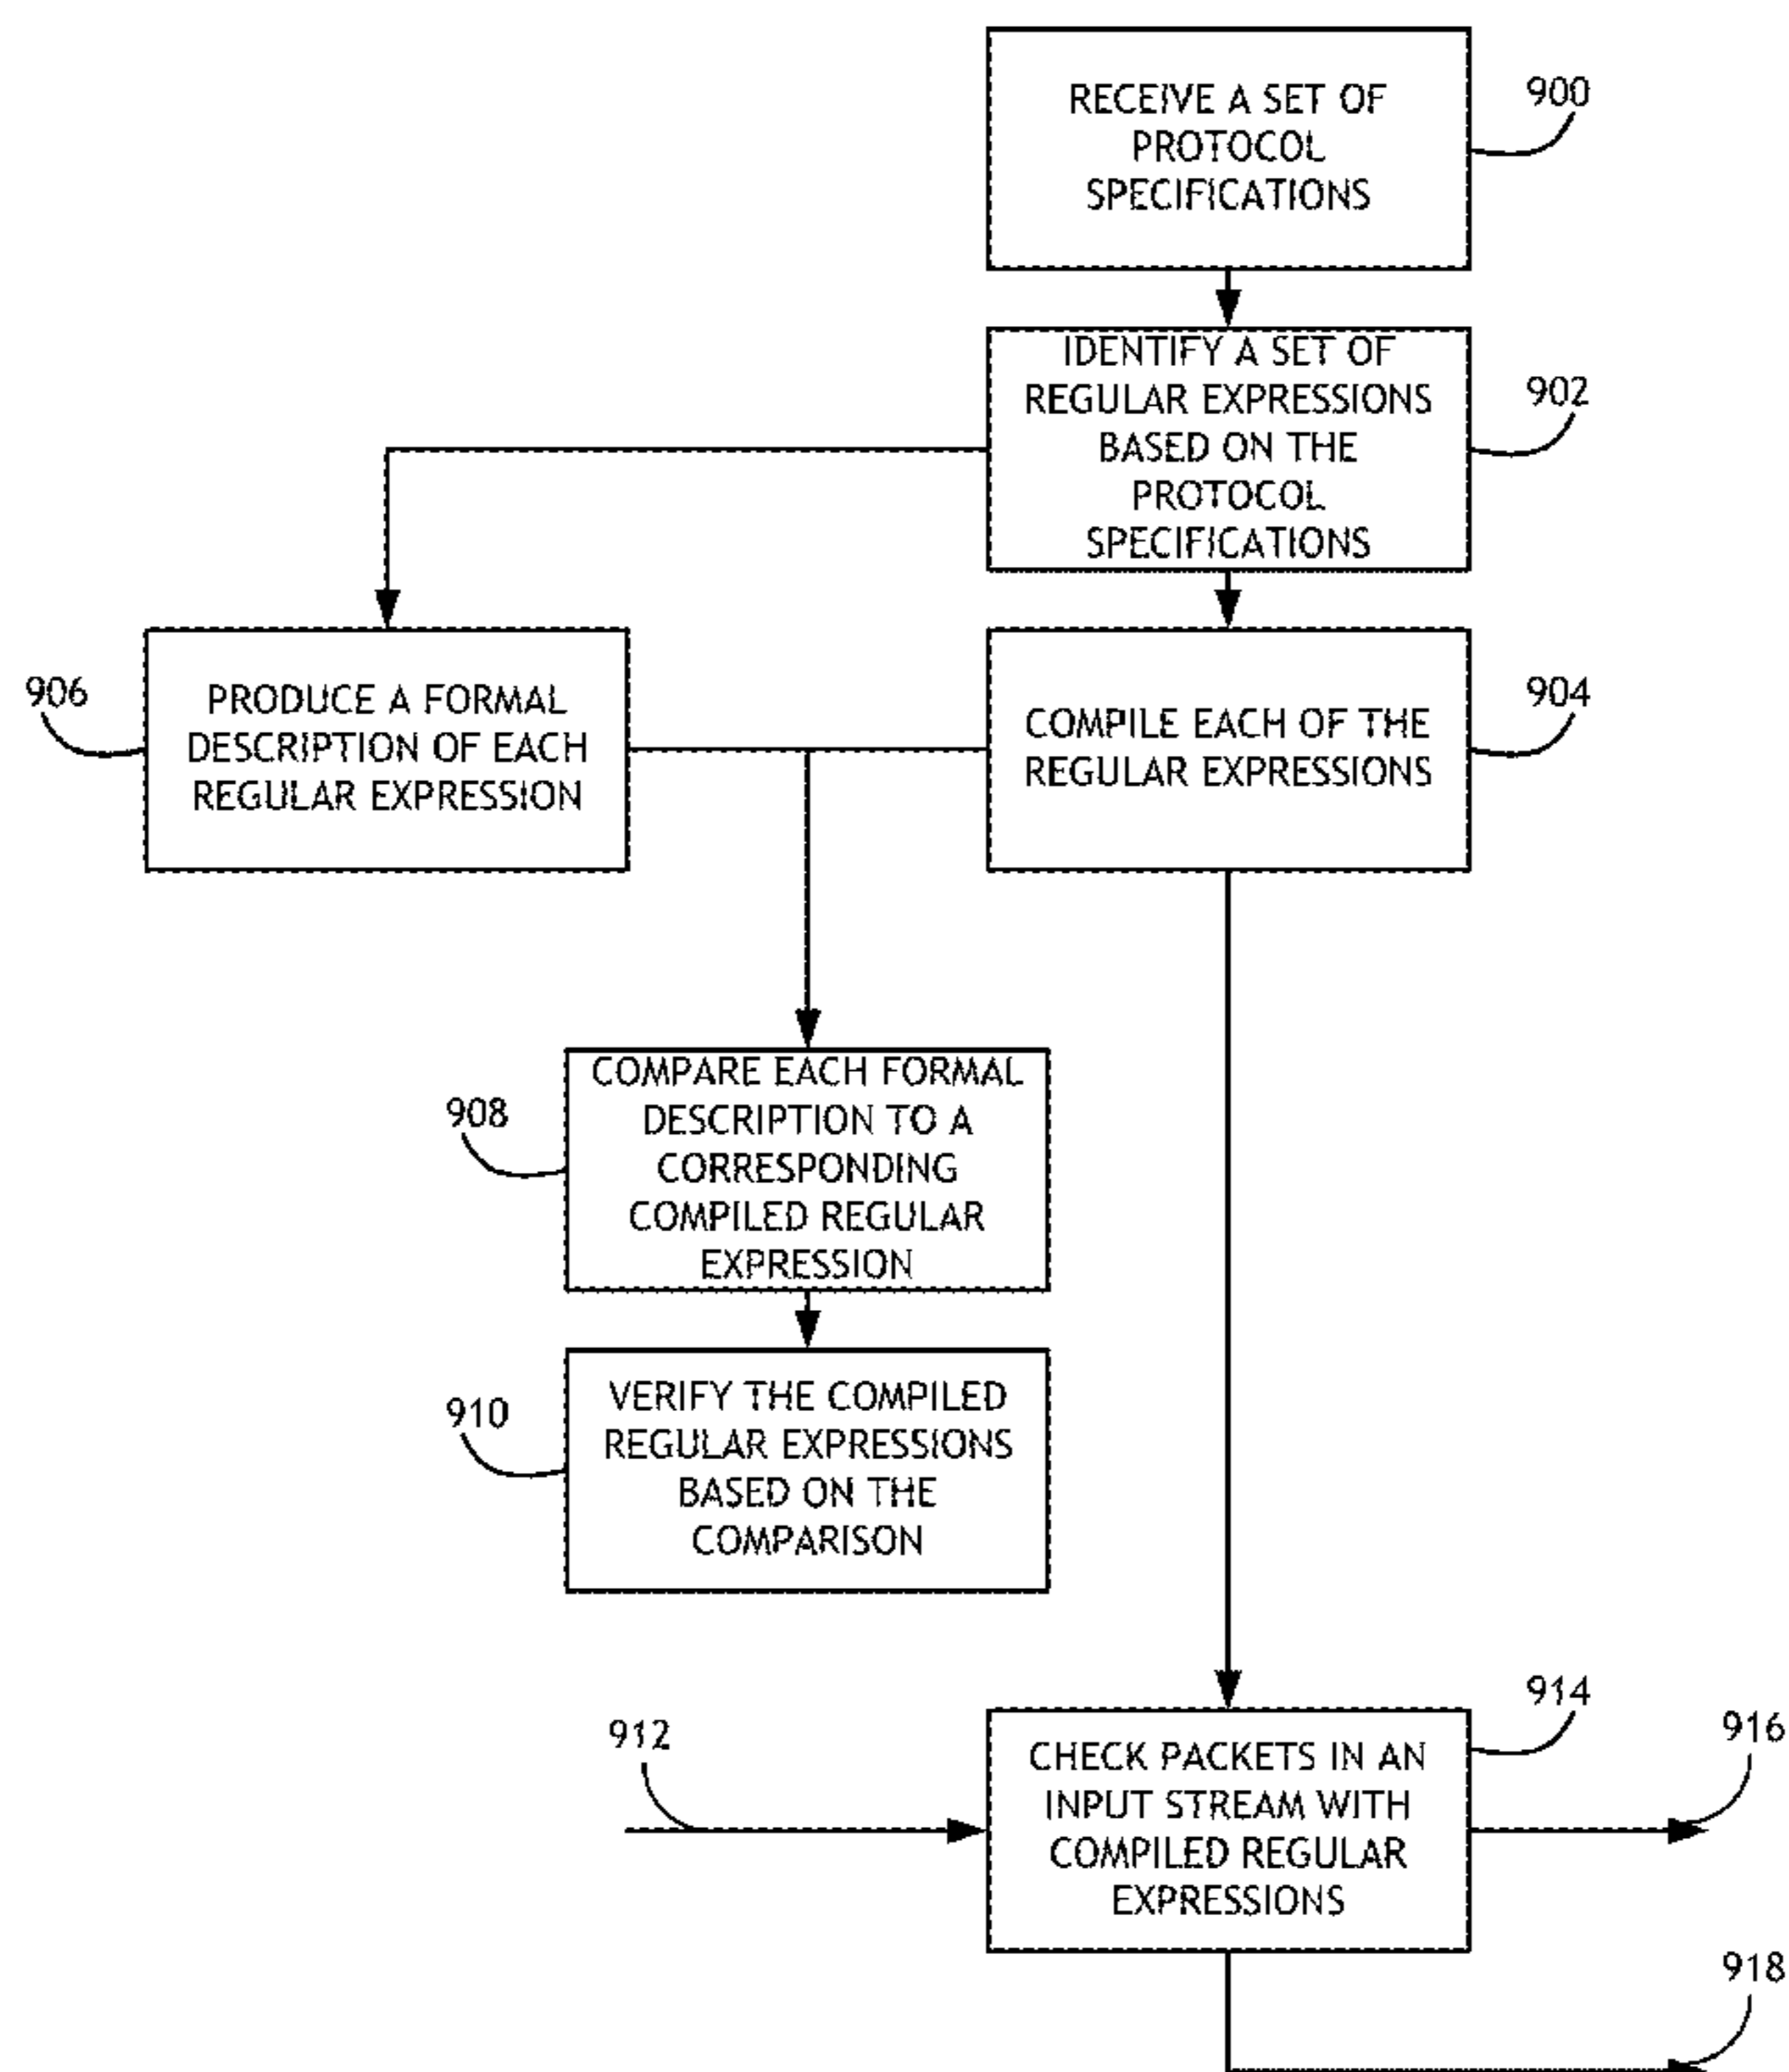 RECEIVE A SET OF
PROTOCOL
SPECIFICATIONS
900
IDENTIFY A SET OF
REGULAR EXPRESSIONS
BASED ON THE
PROTOCOL
SPECIFICATIONS
902
906
PRODUCE A FORMAL
DESCRIPTION OF EACH
REGULAR EXPRESSION
COMPILE EACH OF THE
REGULAR EXPRESSIONS
904
908
COMPARE EACH FORMAL
DESCRIPTION TO A
CORRESPONDING
COMPILED REGULAR
EXPRESSION
910
VERIFY THE COMPILED
REGULAR EXPRESSIONS
BASED ON THE
COMPARISON
912
CHECK PACKETS IN AN
INPUT STREAM WITH
COMPILED REGULAR
EXPRESSIONS
914
916
918